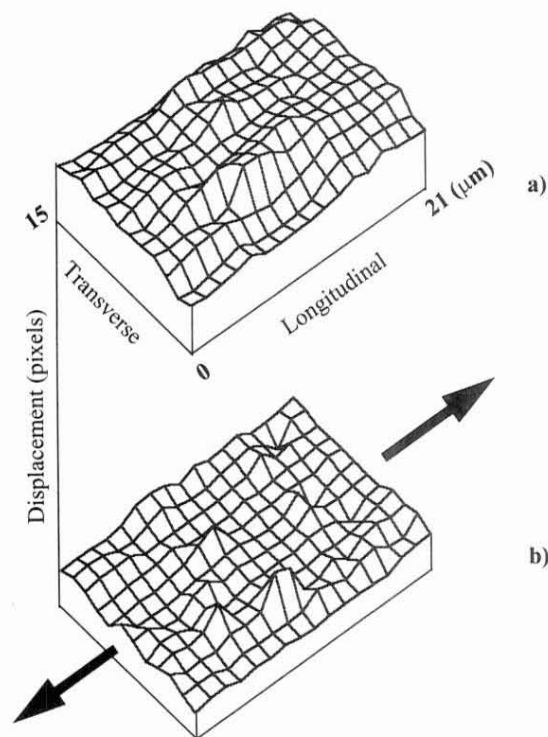 a)
21 (μm)
15
Transverse
Longitudinal
0
Displacement (pixels)
b)